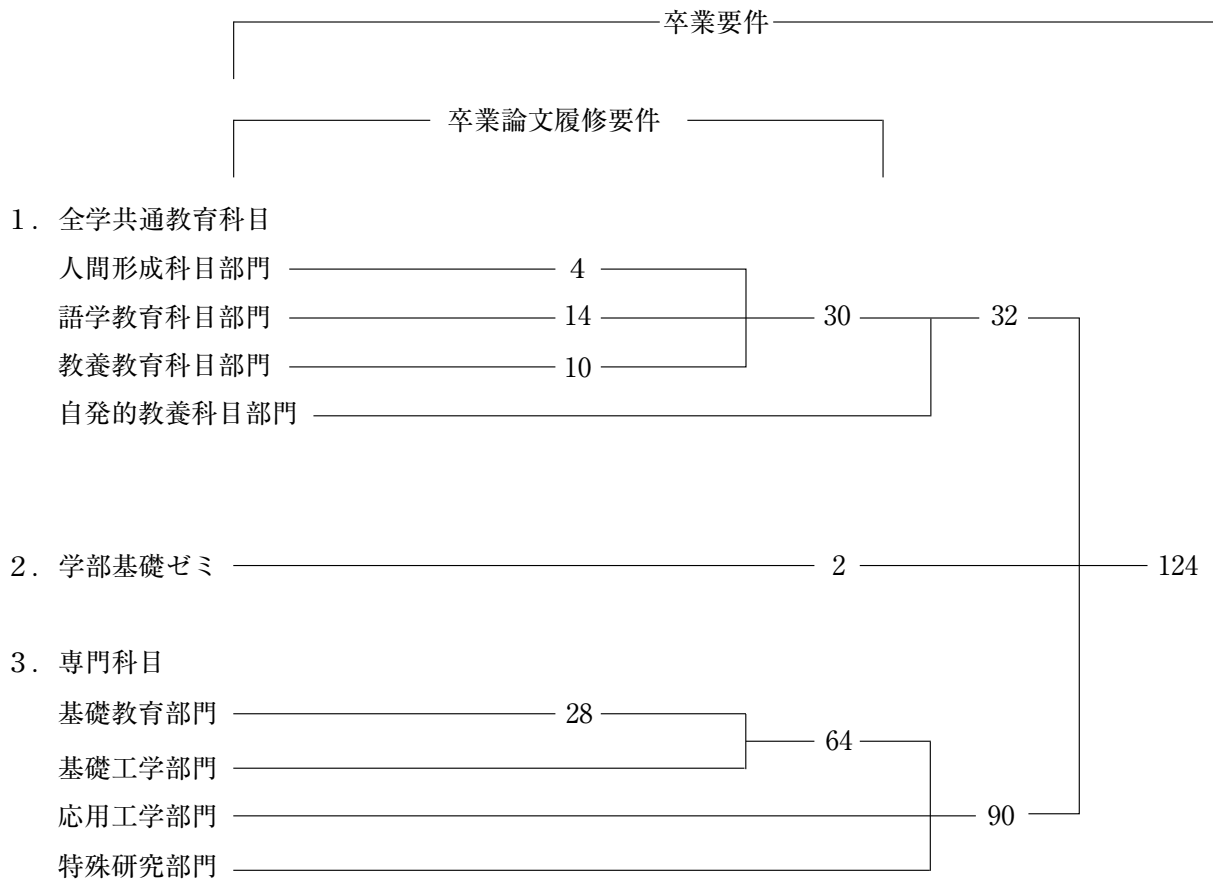 卒業要件
卒業論文履修要件
1. 全学共通教育科目
人間形成科目部門 4
語学教育科目部門 14 30 32
教養教育科目部門 10
自発的教養科目部門
2. 学部基礎ゼミ 2 124
3. 専門科目
基礎教育部門 28
64
基礎工学部門
応用工学部門 90
特殊研究部門